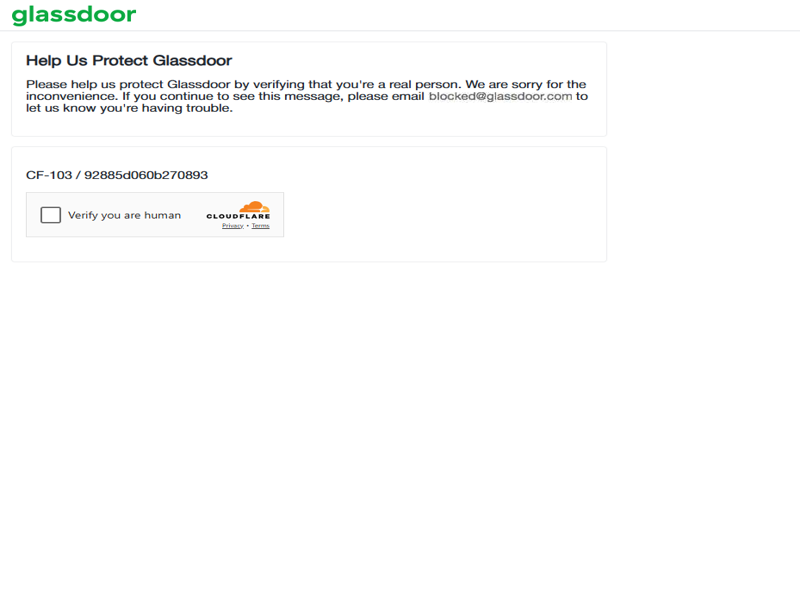 glassdoor
Help Us Protect Glassdoor
Please help us protect Glassdoor by verifying that you're a real person. We are sorry for the
inconvenience. If you continue to see this message, please email blocked@glassdoor.com to
let us know you're having trouble.
CF-103 / 92885d060b270893
Verify you are human
CLOUDFLARE
Privacy • Terms